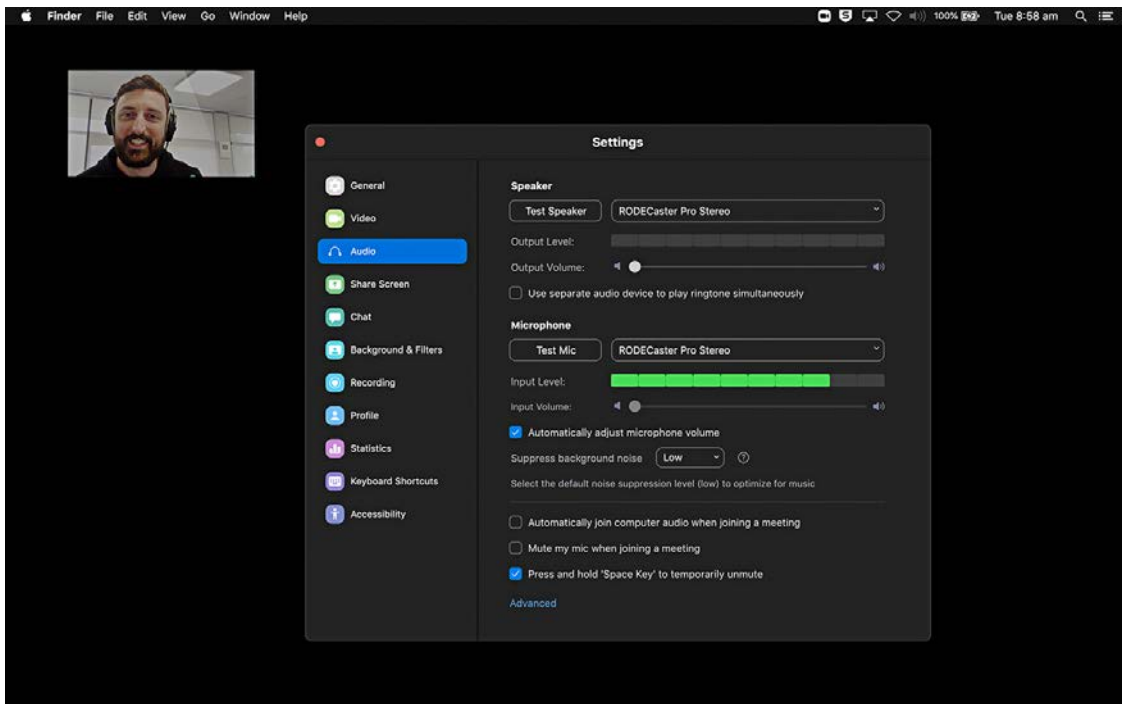 Finder File Edit View Go Window Help 100% Tue 8:58 am
Settings
General
Video
Audio
Share Screen
Chat
Background & Filters
Recording
Profile
Statistics
Keyboard Shortcuts
Accessibility
Speaker
Test Speaker RODECaster Pro Stereo
Output Level:
Output Volume:
Use separate audio device to play ringtone simultaneously
Microphone
Test Mic RODECaster Pro Stereo
Input Level:
Input Volume:
Automatically adjust microphone volume
Suppress background noise Low
Select the default noise suppression level (low) to optimize for music
Automatically join computer audio when joining a meeting
Mute my mic when joining a meeting
Press and hold 'Space Key' to temporarily unmute
Advanced